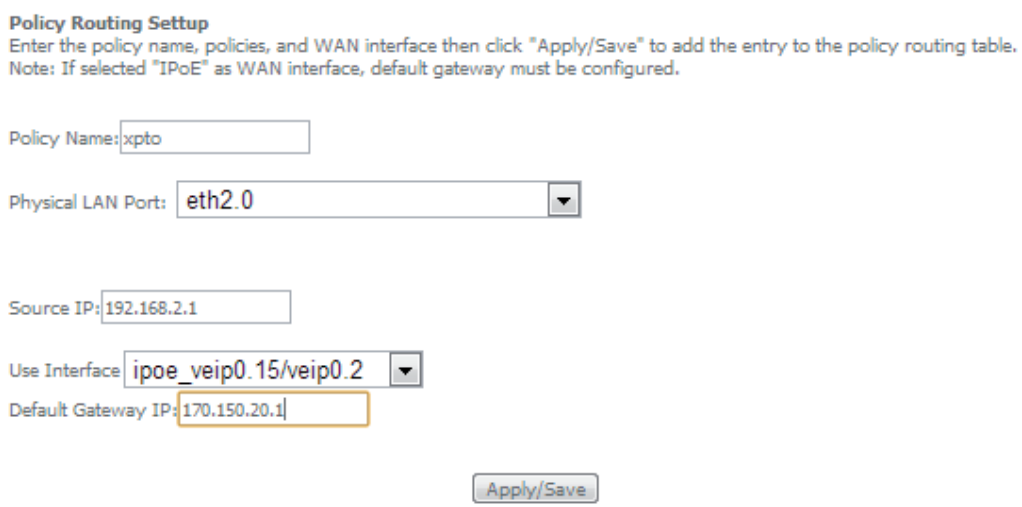 Policy Routing Settup
Enter the policy name, policies, and WAN interface then click "Apply/Save" to add the entry to the policy routing table.
Note: If selected "IPoE" as WAN interface, default gateway must be configured.
Policy Name: xpto
Physical LAN Port: eth2.0
Source IP: 192.168.2.1
Use Interface ipoe_veip0.15/veip0.2
Default Gateway IP: 170.150.20.1
Apply/Save